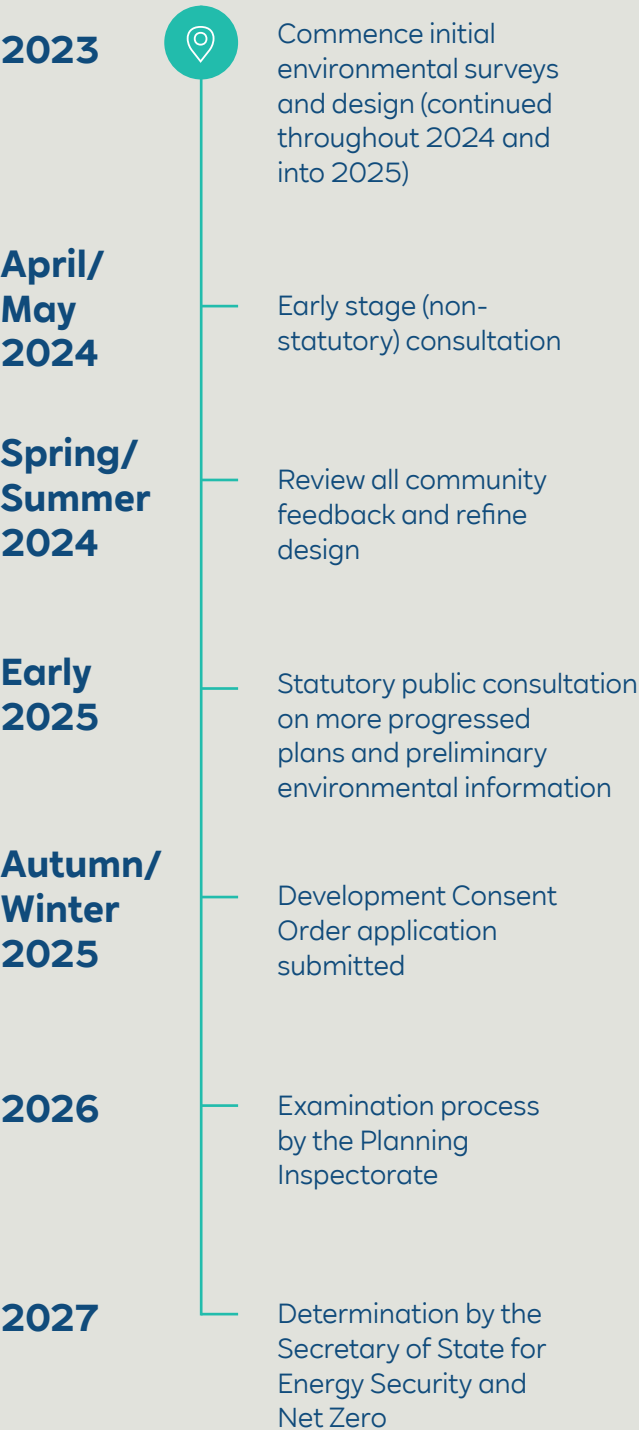 2023
Commence initial
environmental surveys
and design (continued
throughout 2024 and
into 2025)
April/
May
2024
Early stage (non-
statutory) consultation
Spring/
Summer
2024
Review all community
feedback and refine
design
Early
2025
Statutory public consultation
on more progressed
plans and preliminary
environmental information
Autumn/
Winter
2025
Development Consent
Order application
submitted
2026
Examination process
by the Planning
Inspectorate
2027
Determination by the
Secretary of State for
Energy Security and
Net Zero